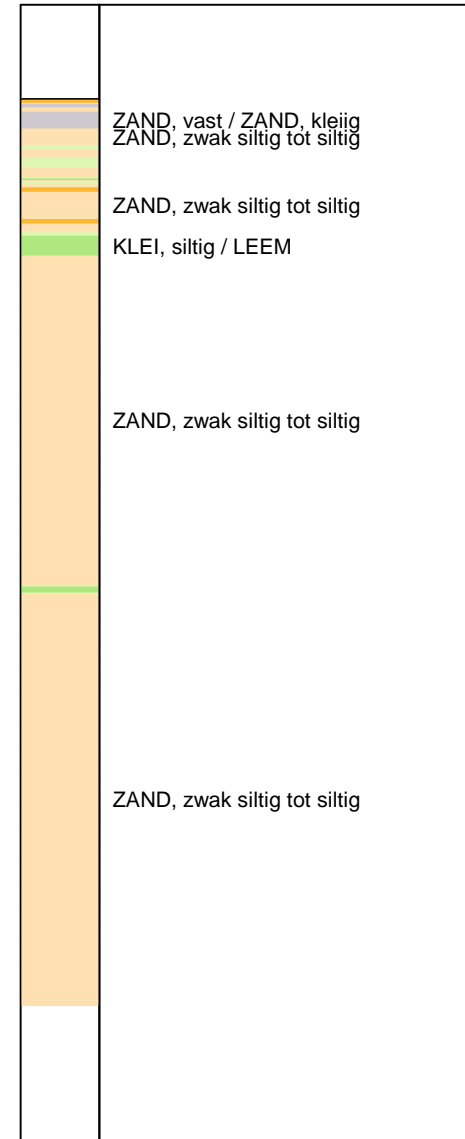 ZAND, vast / ZAND, kleiig
ZAND, zwak siltig tot siltig
ZAND, zwak siltig tot siltig
KLEI, siltig / LEEM
ZAND, zwak siltig tot siltig
ZAND, zwak siltig tot siltig